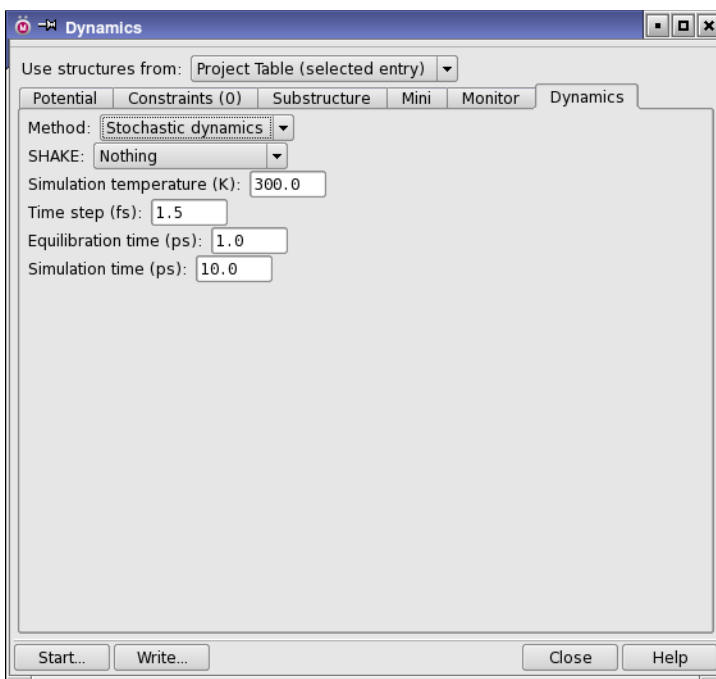 Dynamics
Use structures from: Project Table (selected entry)
Potential Constraints (0) Substructure Mini Monitor Dynamics
Method: Stochastic dynamics
SHAKE: Nothing
Simulation temperature (K): 300.0
Time step (fs): 1.5
Equilibration time (ps): 1.0
Simulation time (ps): 10.0
Start... Write... Close Help